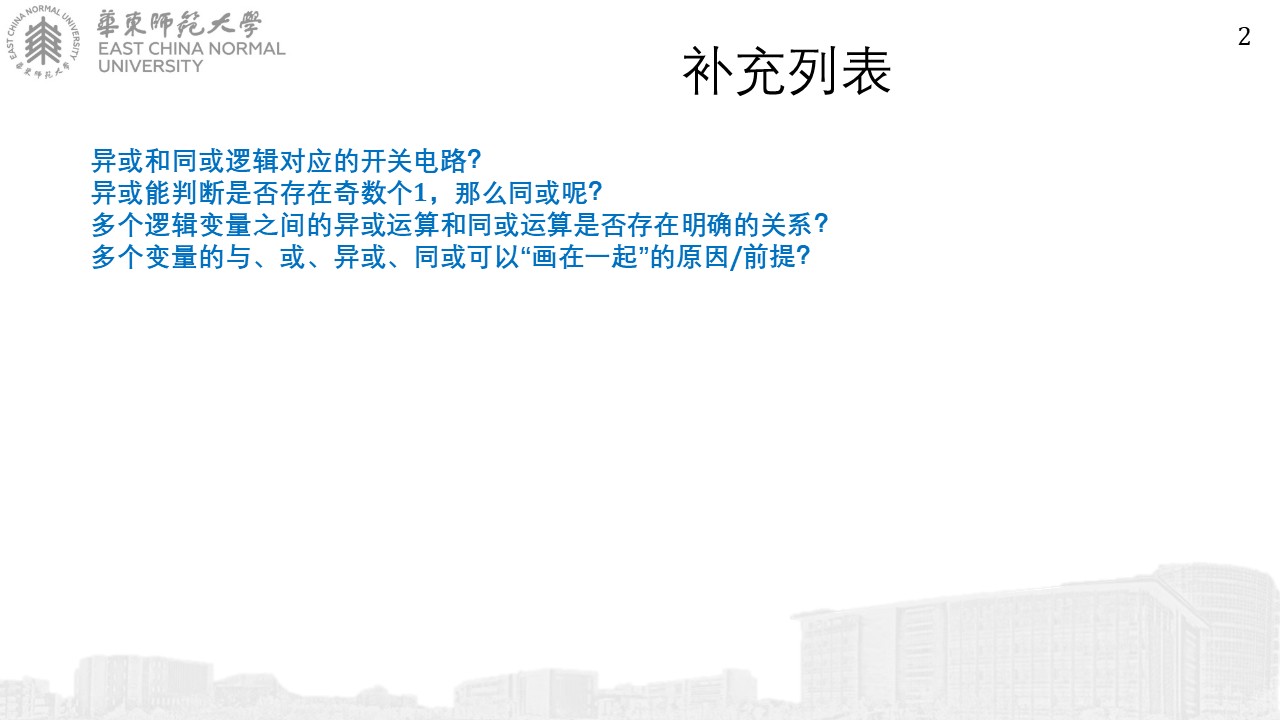 華東師範大學
EAST CHINA NORMAL
UNIVERSITY
EAST CHINA NORMAL UNIVERSITY
華東師範大學
2
补充列表
异或和同或逻辑对应的开关电路?
异或能判断是否存在奇数个1，那么同或呢?
多个逻辑变量之间的异或运算和同或运算是否存在明确的关系?
多个变量的与、或、异或、同或可以“画在一起”的原因/前提?